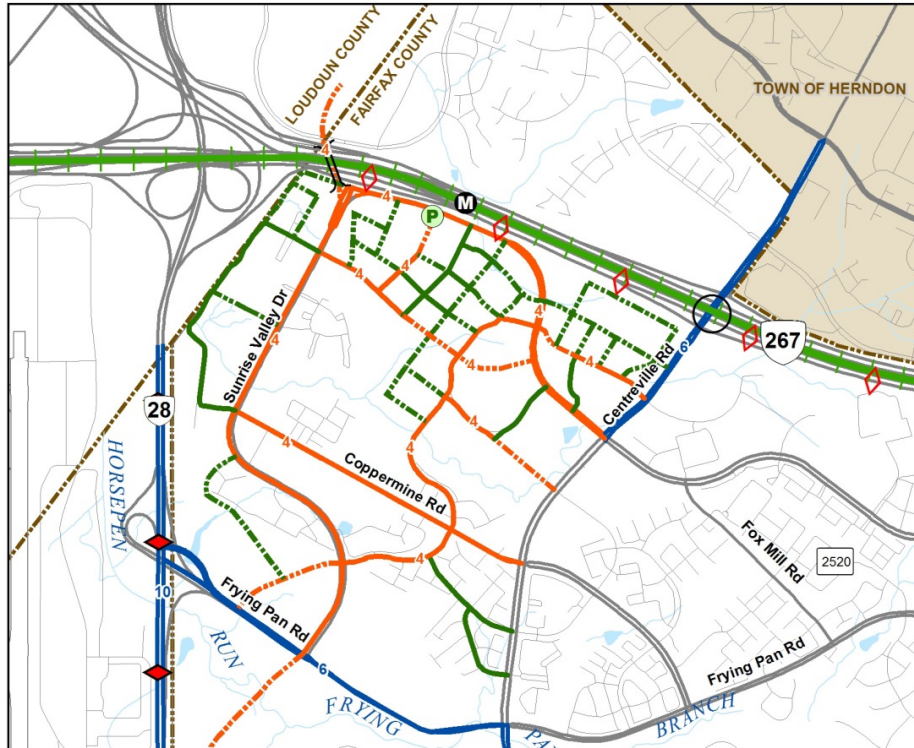 LOUDOUN COUNTY
FAIRFAX COUNTY
TOWN OF HERNDON
4
M
4
P
4
4
4
267
Sunrise Valley Dr
4
4
4
Centreville Rd
6
28
4
4
4
4
HORSEPEN
Coppermine Rd
Fox Mill Rd
2520
4
10
Frying Pan Rd
RUN
6
Frying Pan Rd
FRYING
PAN
BRANCH